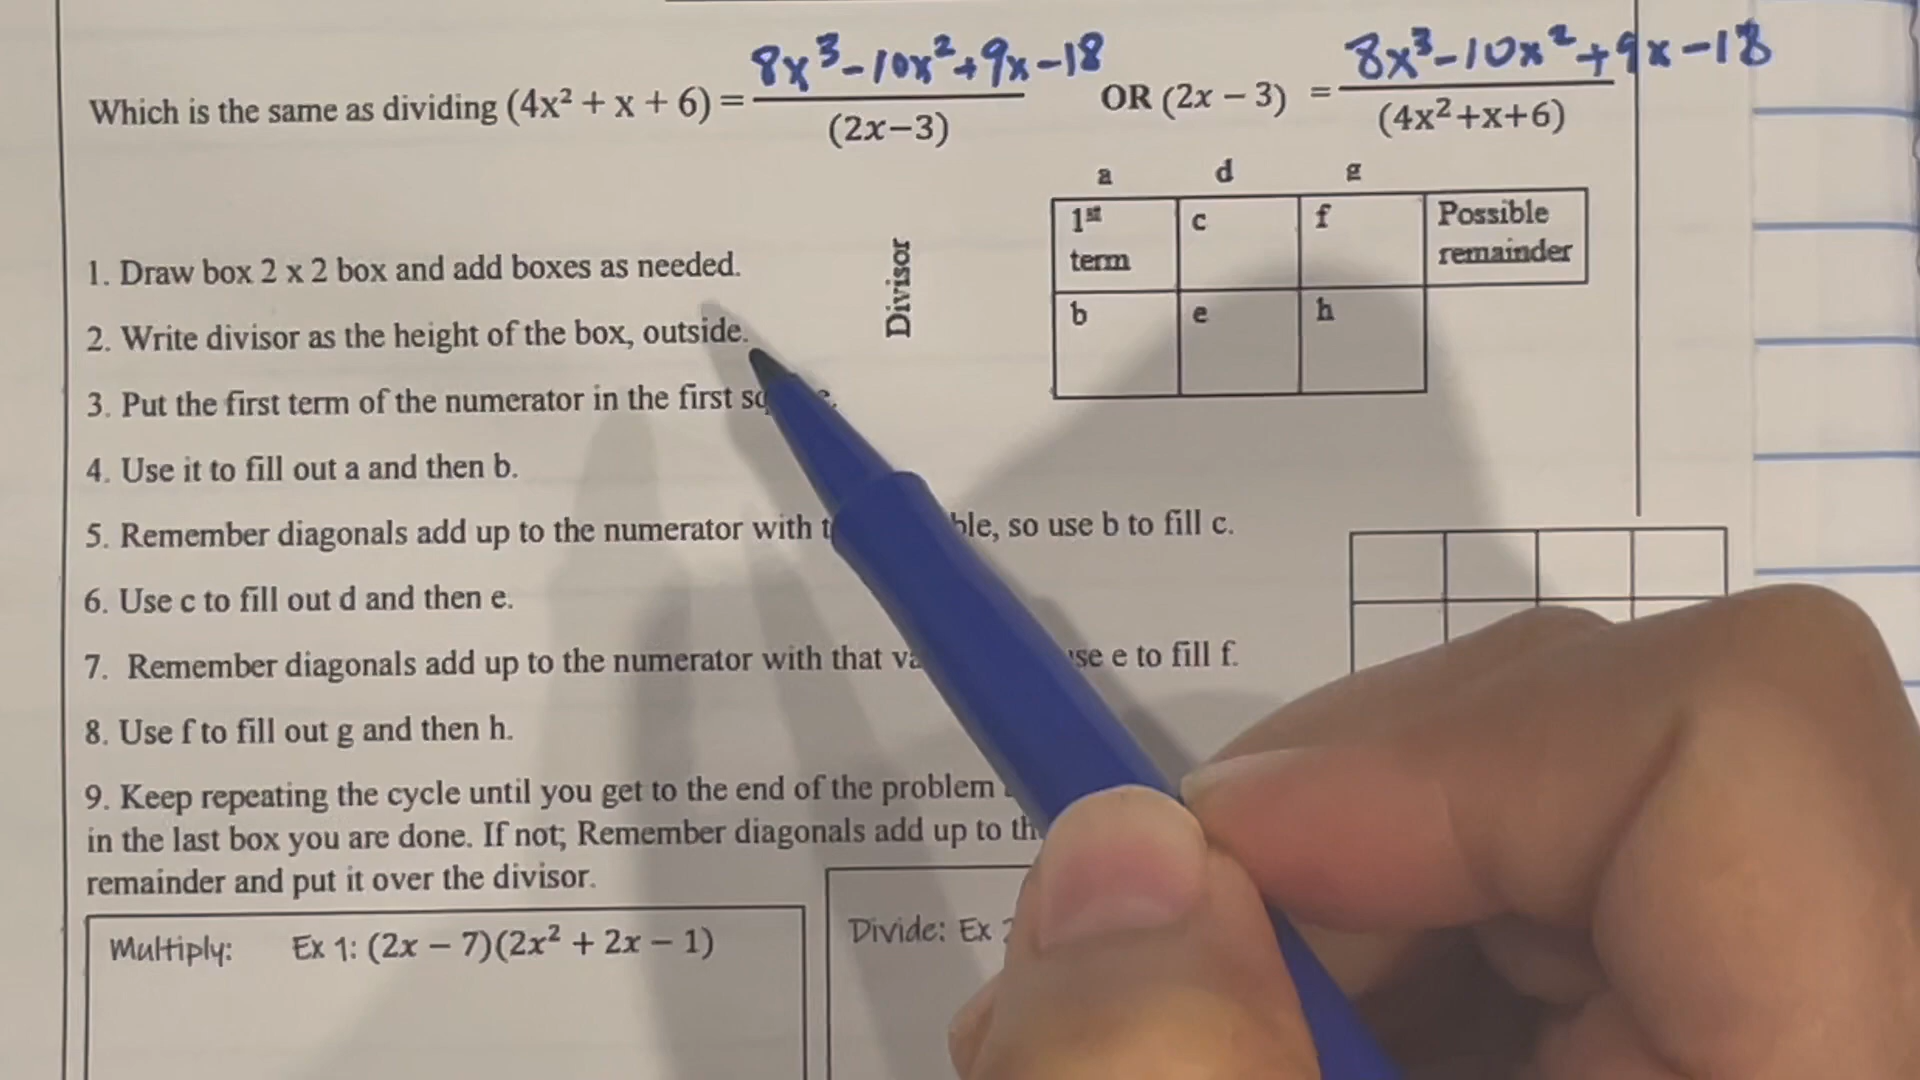 Which is the same as dividing (4x² + x + 6) = 8x³-10x²+9x-18 / (2x-3) OR (2x - 3) = 8x³-10x²+9x-18 / (4x²+x+6)
a d g
Divisor
1st term c f Possible remainder
b e h
1. Draw box 2 x 2 box and add boxes as needed.
2. Write divisor as the height of the box, outside.
3. Put the first term of the numerator in the first
4. Use it to fill out a and then b.
5. Remember diagonals add up to the numerator with so use b to fill c.
6. Use c to fill out d and then e.
7. Remember diagonals add up to the numerator with that e to fill f.
8. Use f to fill out g and then h.
9. Keep repeating the cycle until you get to the end of the problem
in the last box you are done. If not; Remember diagonals add up to
remainder and put it over the divisor.
Multiply: Ex 1: (2x - 7)(2x² + 2x - 1)
Divide: Ex